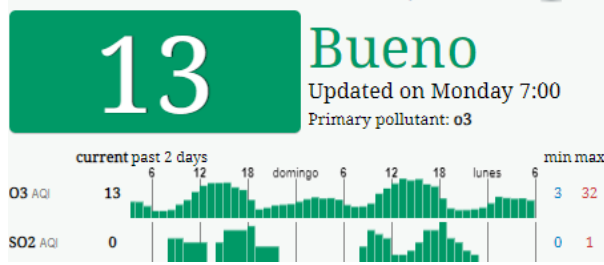 13
Bueno
Updated on Monday 7:00
Primary pollutant: o3
current past 2 days min max
6 12 18 domingo 6 12 18 lunes 6
O3 AQI 13 3 32
SO2 AQI 0 0 1